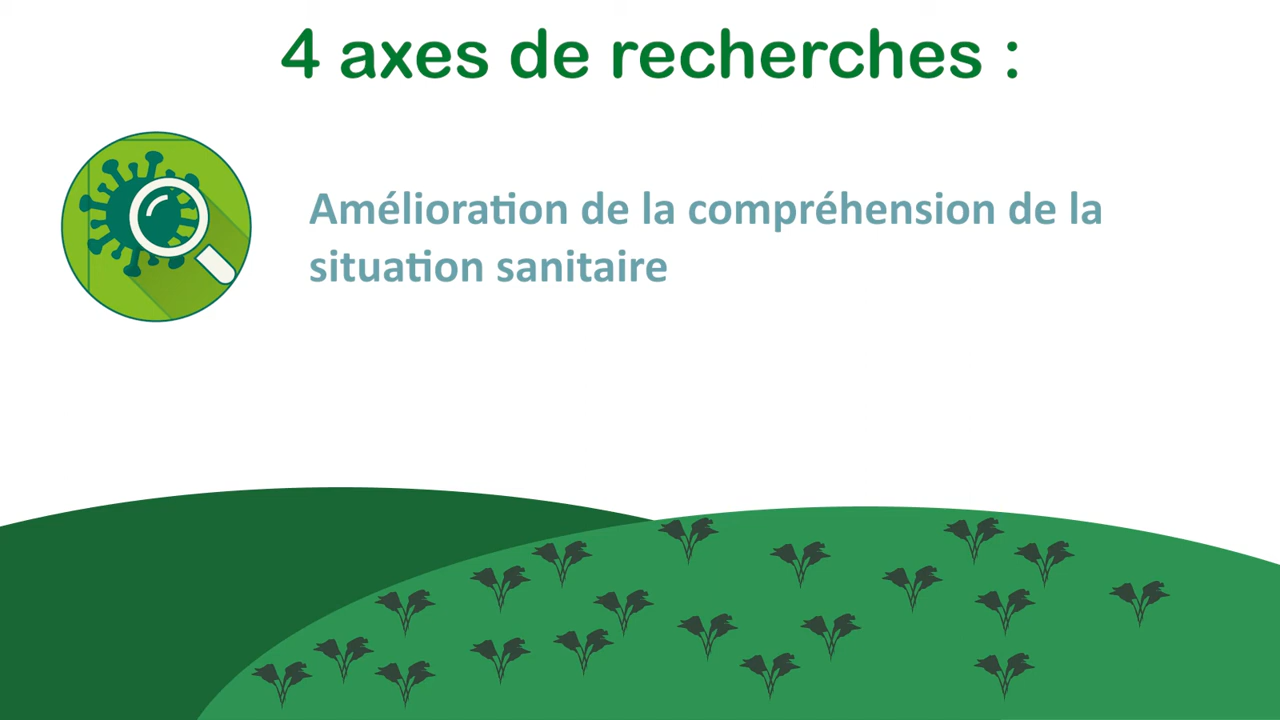 4 axes de recherches :
Amélioration de la compréhension de la
situation sanitaire